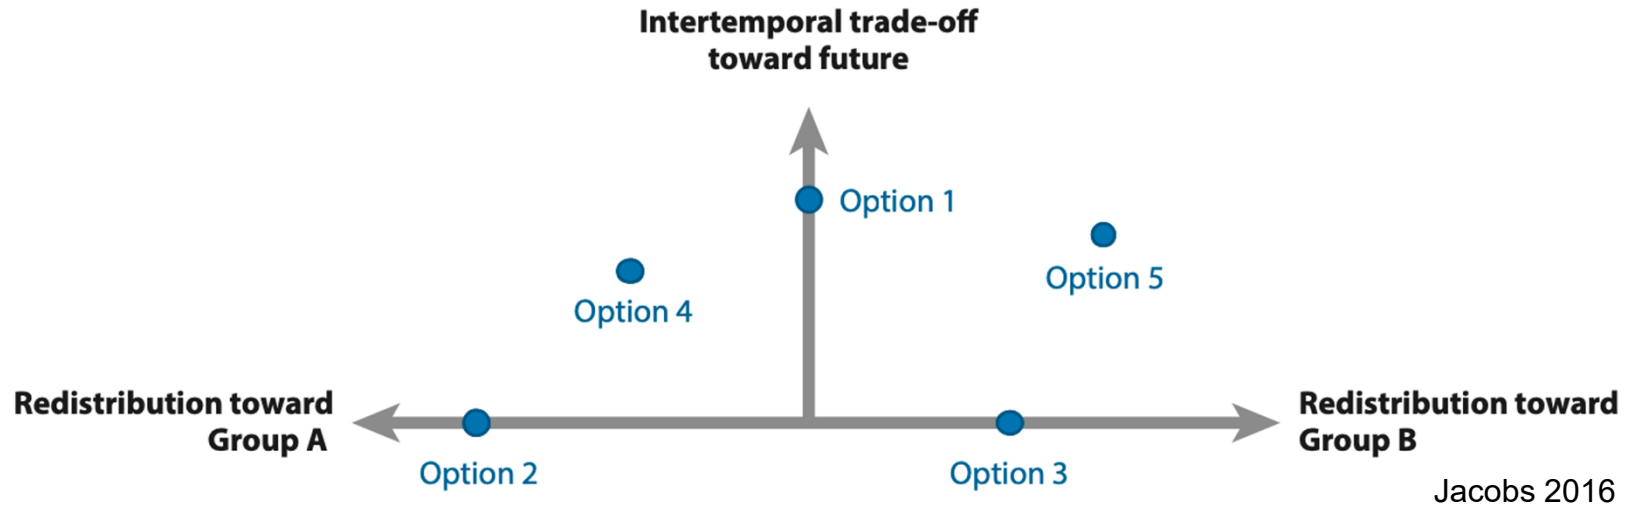 Intertemporal trade-off
toward future
Option 1
Option 5
Option 4
Redistribution toward
Group A
Redistribution toward
Group B
Option 2
Option 3
Jacobs 2016